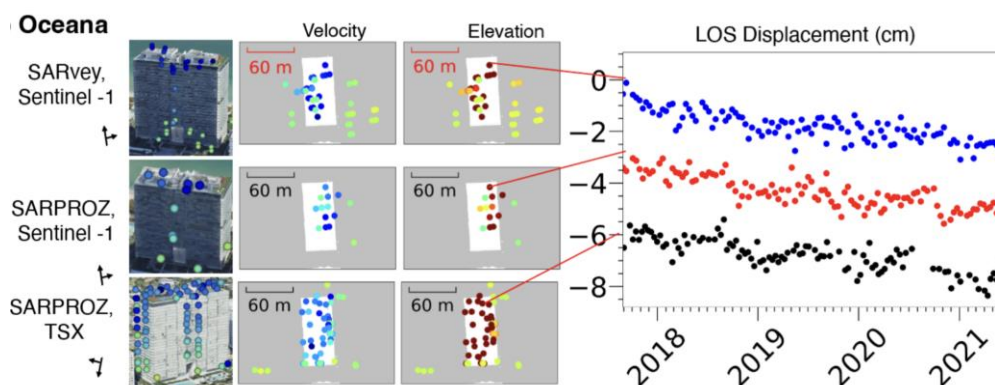 Oceana
Velocity
Elevation
LOS Displacement (cm)
SARvey,
Sentinel -1
60 m
60 m
SARPROZ,
Sentinel -1
60 m
60 m
SARPROZ,
TSX
60 m
60 m
0
−2
−4
−6
−8
2018
2019
2020
2021